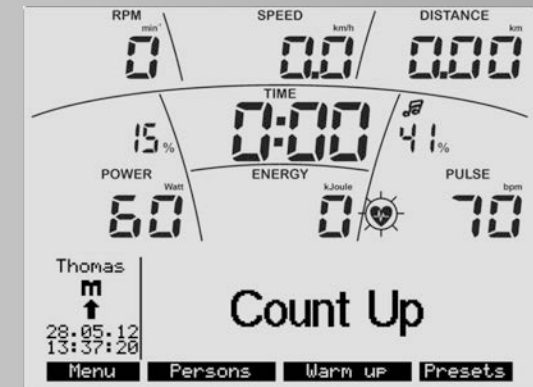 RPM SPEED DISTANCE
min⁻¹ km/h km
0 0.0 0.00
TIME
15% 0:00 41%
POWER ENERGY PULSE
Watt kJoule bpm
60 0 70
Thomas
m
Count Up
28.05.12
13:37:20
Menu Persons Warm up Presets